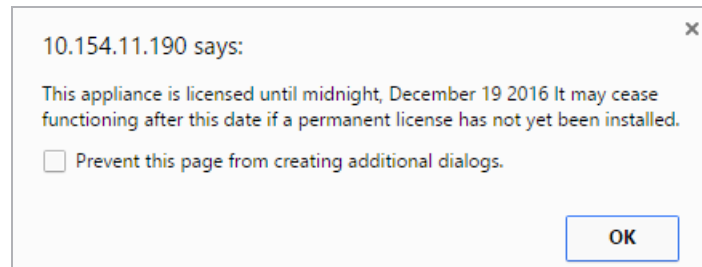 10.154.11.190 says:
This appliance is licensed until midnight, December 19 2016 It may cease
functioning after this date if a permanent license has not yet been installed.
Prevent this page from creating additional dialogs.
OK